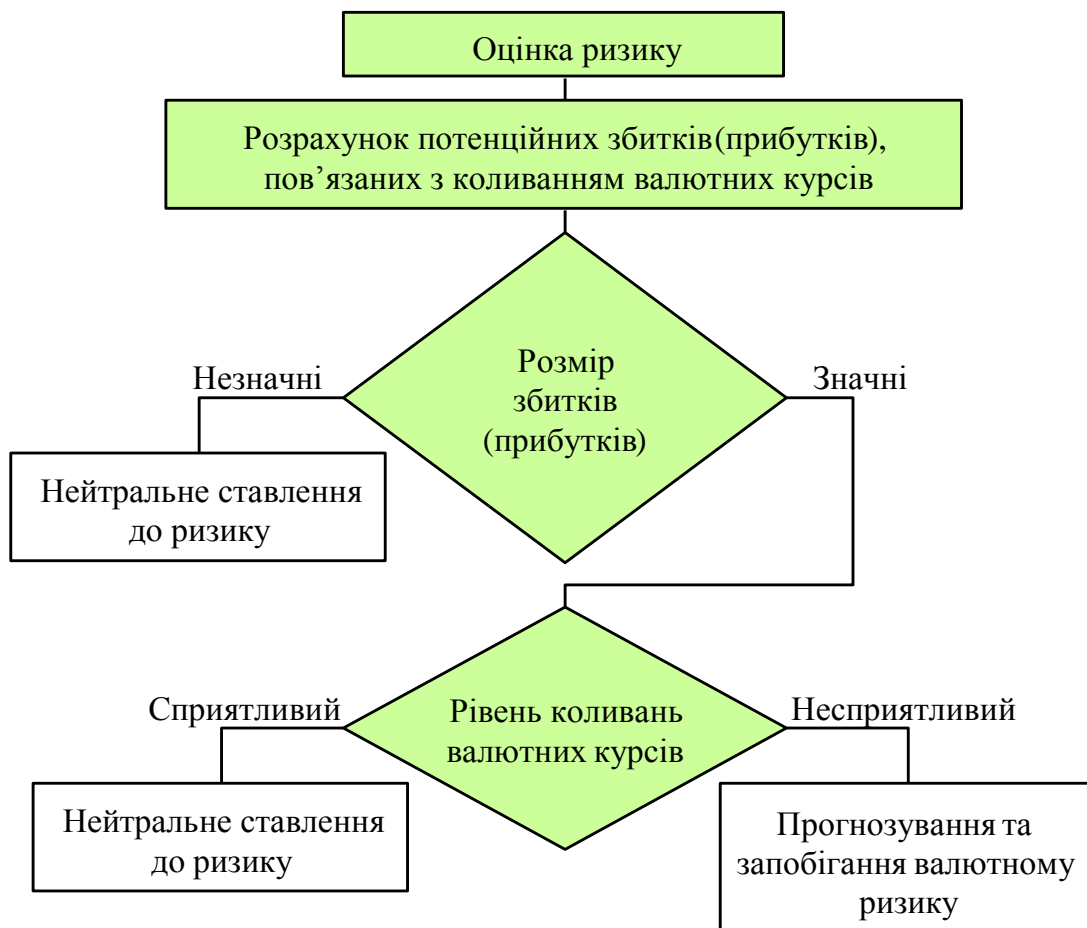 Оцінка ризику
Розрахунок потенційних збитків(прибутків),
пов’язаних з коливанням валютних курсів
Розмір
збитків
(прибутків)
Незначні
Значні
Нейтральне ставлення
до ризику
Рівень коливань
валютних курсів
Сприятливий
Несприятливий
Нейтральне ставлення
до ризику
Прогнозування та
запобігання валютному
ризику